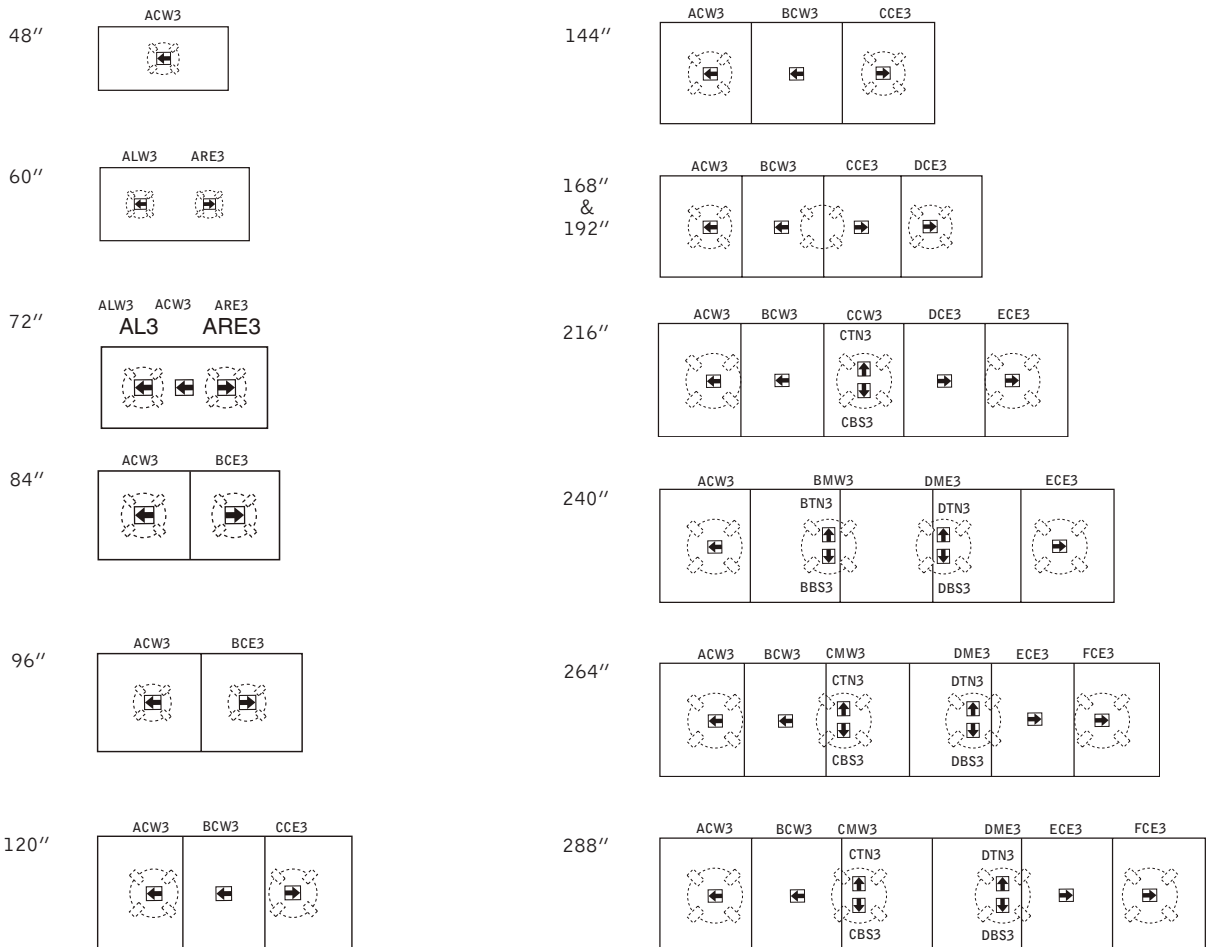 ACW3
48″
ALW3 ARE3
60″
ALW3 ACW3 ARE3
72″
AL3 ARE3
ACW3 BCE3
84″
ACW3 BCE3
96″
ACW3 BCW3 CCE3
120″
ACW3 BCW3 CCE3
144″
ACW3 BCW3 CCE3 DCE3
168″
&
192″
ACW3 BCW3 CCW3 DCE3 ECE3
216″
CTN3
CBS3
ACW3 BMW3 DME3 ECE3
240″
BTN3 DTN3
BBS3 DBS3
ACW3 BCW3 CMW3 DME3 ECE3 FCE3
264″
CTN3 DTN3
CBS3 DBS3
ACW3 BCW3 CMW3 DME3 ECE3 FCE3
288″
CTN3 DTN3
CBS3 DBS3